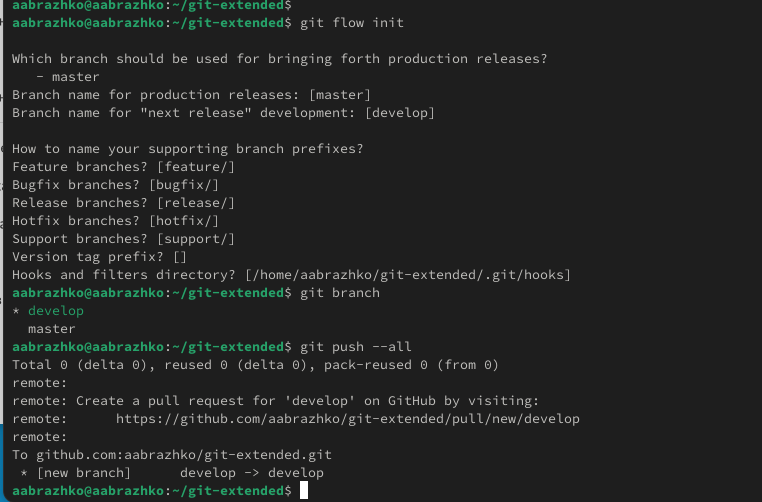 aabrazhko@aabrazhko:~/git-extended$
aabrazhko@aabrazhko:~/git-extended$ git flow init

Which branch should be used for bringing forth production releases?
   - master
Branch name for production releases: [master]
Branch name for "next release" development: [develop]

How to name your supporting branch prefixes?
Feature branches? [feature/]
Bugfix branches? [bugfix/]
Release branches? [release/]
Hotfix branches? [hotfix/]
Support branches? [support/]
Version tag prefix? []
Hooks and filters directory? [/home/aabrazhko/git-extended/.git/hooks]
aabrazhko@aabrazhko:~/git-extended$ git branch
* develop
  master
aabrazhko@aabrazhko:~/git-extended$ git push --all
Total 0 (delta 0), reused 0 (delta 0), pack-reused 0 (from 0)
remote:
remote: Create a pull request for 'develop' on GitHub by visiting:
remote:      https://github.com/aabrazhko/git-extended/pull/new/develop
remote:
To github.com:aabrazhko/git-extended.git
 * [new branch]      develop -> develop
aabrazhko@aabrazhko:~/git-extended$